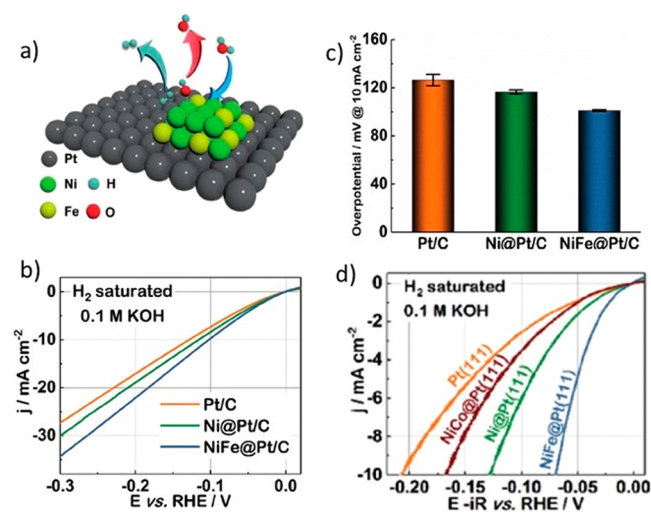 a)
Pt
Ni
H
Fe
O
c)
Overpotential / mV @ 10 mA cm⁻²
160
120
80
40
0
Pt/C
Ni@Pt/C
NiFe@Pt/C
b)
H₂ saturated
0.1 M KOH
j / mA cm⁻²
0
-10
-20
-30
Pt/C
Ni@Pt/C
NiFe@Pt/C
-0.3
-0.2
-0.1
0.0
E vs. RHE / V
d)
H₂ saturated
0.1 M KOH
j / mA cm⁻²
0
-2
-4
-6
-8
-10
Pt(111)
NiCo@Pt(111)
Ni@Pt(111)
NiFe@Pt(111)
-0.20
-0.15
-0.10
-0.05
0.00
E -iR vs. RHE / V